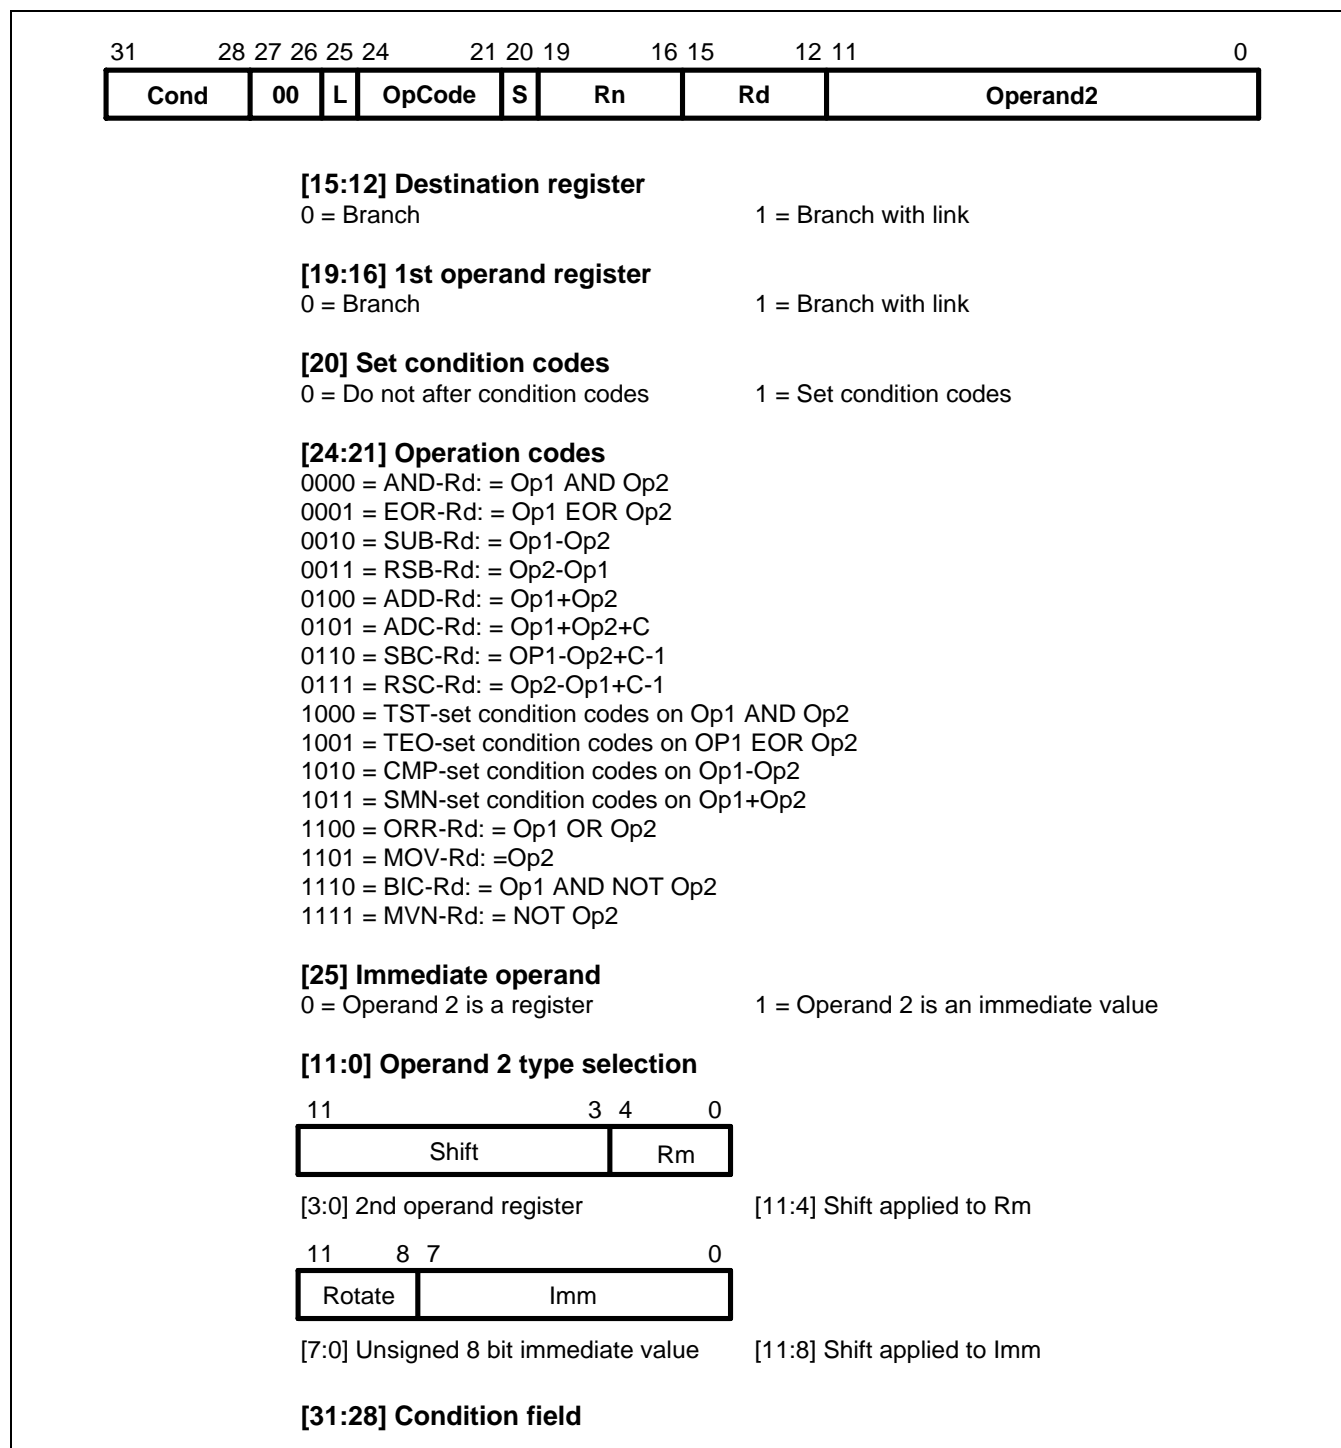 31 28 27 26 25 24 21 20 19 16 15 12 11 0
Cond 00 L OpCode S Rn Rd Operand2
[15:12] Destination register
0 = Branch 1 = Branch with link
[19:16] 1st operand register
0 = Branch 1 = Branch with link
[20] Set condition codes
0 = Do not after condition codes 1 = Set condition codes
[24:21] Operation codes
0000 = AND-Rd: = Op1 AND Op2
0001 = EOR-Rd: = Op1 EOR Op2
0010 = SUB-Rd: = Op1-Op2
0011 = RSB-Rd: = Op2-Op1
0100 = ADD-Rd: = Op1+Op2
0101 = ADC-Rd: = Op1+Op2+C
0110 = SBC-Rd: = OP1-Op2+C-1
0111 = RSC-Rd: = Op2-Op1+C-1
1000 = TST-set condition codes on Op1 AND Op2
1001 = TEO-set condition codes on OP1 EOR Op2
1010 = CMP-set condition codes on Op1-Op2
1011 = SMN-set condition codes on Op1+Op2
1100 = ORR-Rd: = Op1 OR Op2
1101 = MOV-Rd: =Op2
1110 = BIC-Rd: = Op1 AND NOT Op2
1111 = MVN-Rd: = NOT Op2
[25] Immediate operand
0 = Operand 2 is a register 1 = Operand 2 is an immediate value
[11:0] Operand 2 type selection
11 3 4 0
Shift Rm
[3:0] 2nd operand register [11:4] Shift applied to Rm
11 8 7 0
Rotate Imm
[7:0] Unsigned 8 bit immediate value [11:8] Shift applied to Imm
[31:28] Condition field